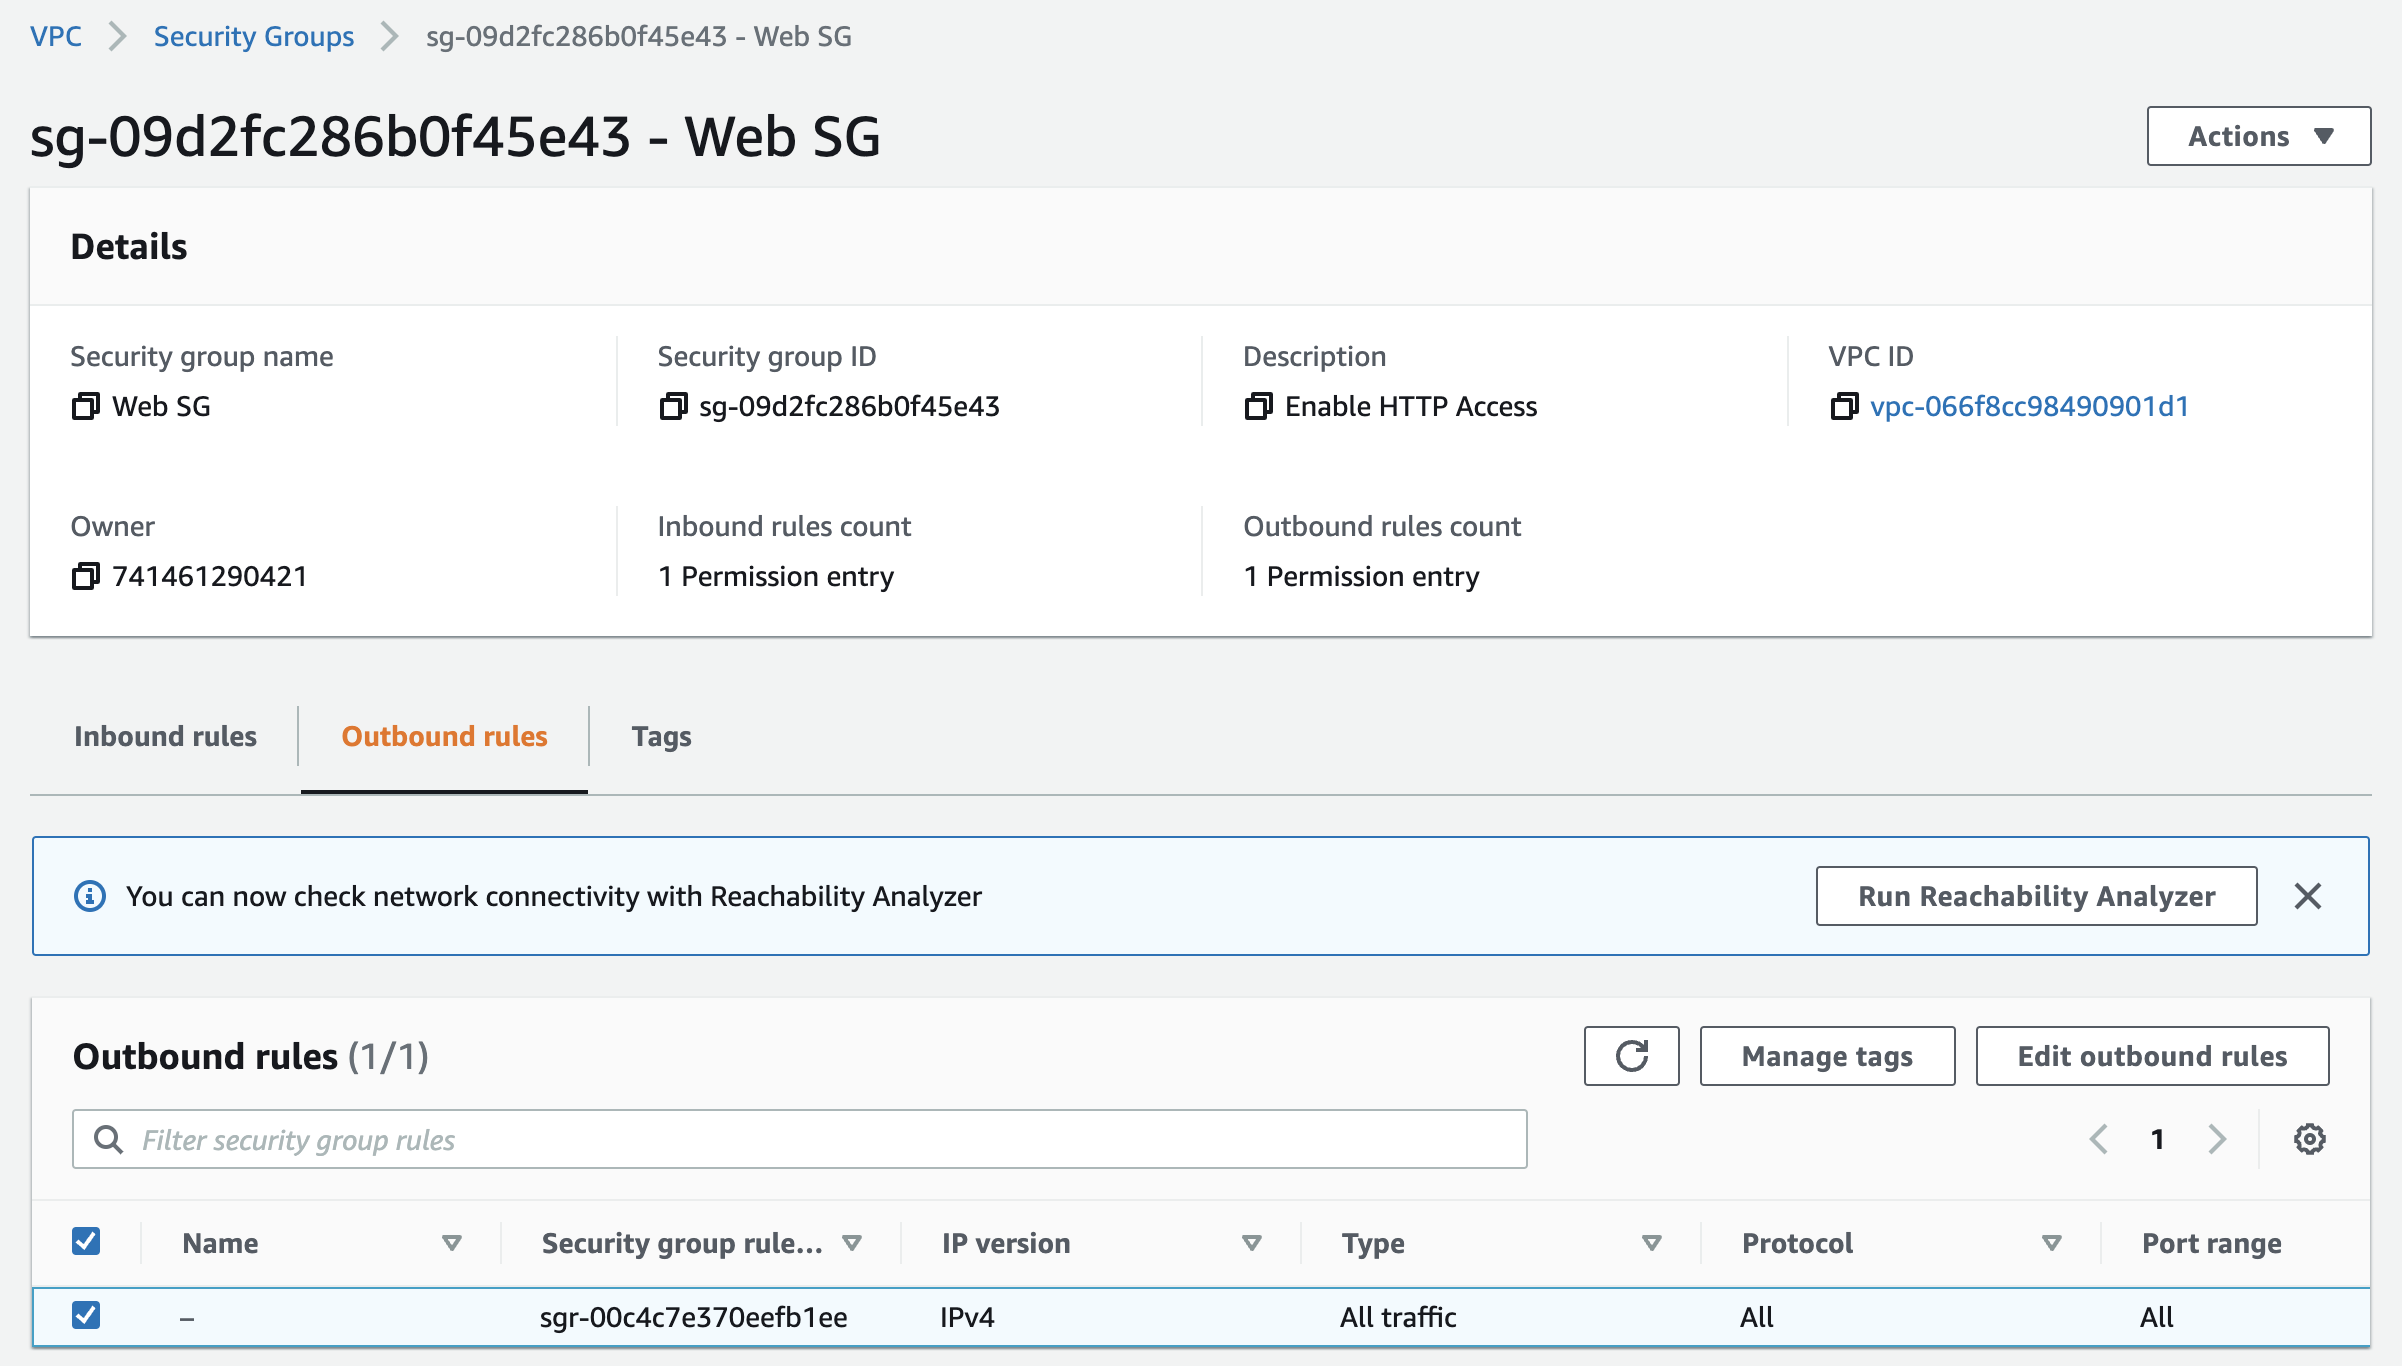 VPC > Security Groups > sg-09d2fc286b0f45e43 - Web SG
sg-09d2fc286b0f45e43 - Web SG
Actions
Details
Security group name
Web SG
Security group ID
sg-09d2fc286b0f45e43
Description
Enable HTTP Access
VPC ID
vpc-066f8cc98490901d1
Owner
741461290421
Inbound rules count
1 Permission entry
Outbound rules count
1 Permission entry
Inbound rules
Outbound rules
Tags
You can now check network connectivity with Reachability Analyzer
Run Reachability Analyzer
Outbound rules (1/1)
Manage tags
Edit outbound rules
Filter security group rules
1
Name Security group rule... IP version Type Protocol Port range
– sgr-00c4c7e370eefb1ee IPv4 All traffic All All